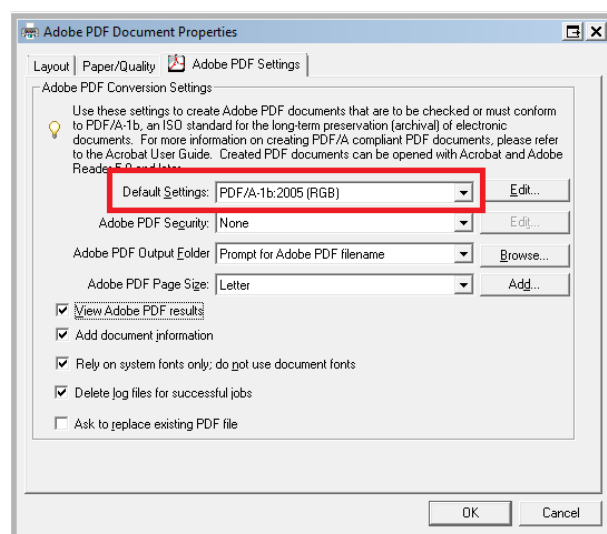 Adobe PDF Document Properties
Layout Paper/Quality Adobe PDF Settings
Adobe PDF Conversion Settings
Use these settings to create Adobe PDF documents that are to be checked or must conform
to PDF/A-1b, an ISO standard for the long-term preservation (archival) of electronic
documents. For more information on creating PDF/A compliant PDF documents, please refer
to the Acrobat User Guide. Created PDF documents can be opened with Acrobat and Adobe
Reader 5.0 and later.
Default Settings: PDF/A-1b:2005 (RGB) Edit...
Adobe PDF Security: None Edit...
Adobe PDF Output Folder Prompt for Adobe PDF filename Browse...
Adobe PDF Page Size: Letter Add...
View Adobe PDF results
Add document information
Rely on system fonts only; do not use document fonts
Delete log files for successful jobs
Ask to replace existing PDF file
OK Cancel